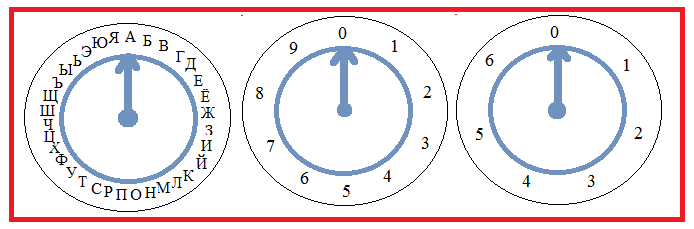 А Б В Г Д Е Ё Ж З И Й К Л М Н О П Р С Т У Ф Х Ц Ч Ш Щ Ъ Ы Ь Э Ю Я
0 1 2 3 4 5 6 7 8 9
0 1 2 3 4 5 6